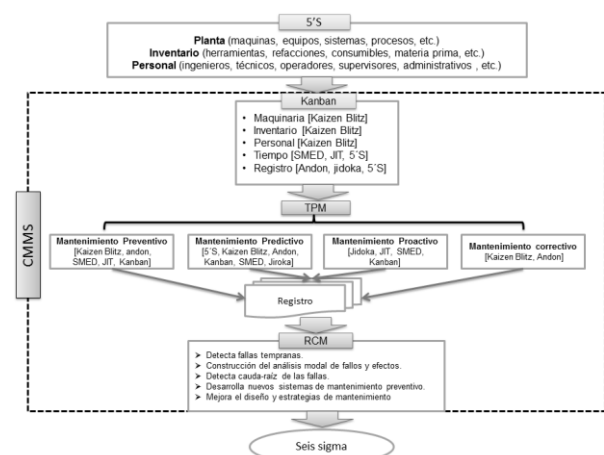 5'S
Planta (maquinas, equipos, sistemas, procesos, etc.)
Inventario (herramientas, refacciones, consumibles, materia prima, etc.)
Personal (ingenieros, técnicos, operadores, supervisores, administrativos , etc.)
Kanban
• Maquinaria [Kaizen Blitz]
• Inventario [Kaizen Blitz]
• Personal [Kaizen Blitz]
• Tiempo [SMED, JIT, 5´S]
• Registro [Andon, jidoka, 5´S]
CMMS
TPM
Mantenimiento Preventivo
[Kaizen Blitz, andon,
SMED, JIT, Kanban]
Mantenimiento Predictivo
[5´S, Kaizen Blitz, Andon,
Kanban, SMED, Jiroka]
Mantenimiento Proactivo
[Jidoka, JIT, SMED,
Kanban]
Mantenimiento correctivo
[Kaizen Blitz, Andon]
Registro
RCM
➢ Detecta fallas tempranas.
➢ Construcción del análisis modal de fallos y efectos.
➢ Detecta cauda-raíz de las fallas.
➢ Desarrolla nuevos sistemas de mantenimiento preventivo.
➢ Mejora el diseño y estrategias de mantenimiento
Seis sigma